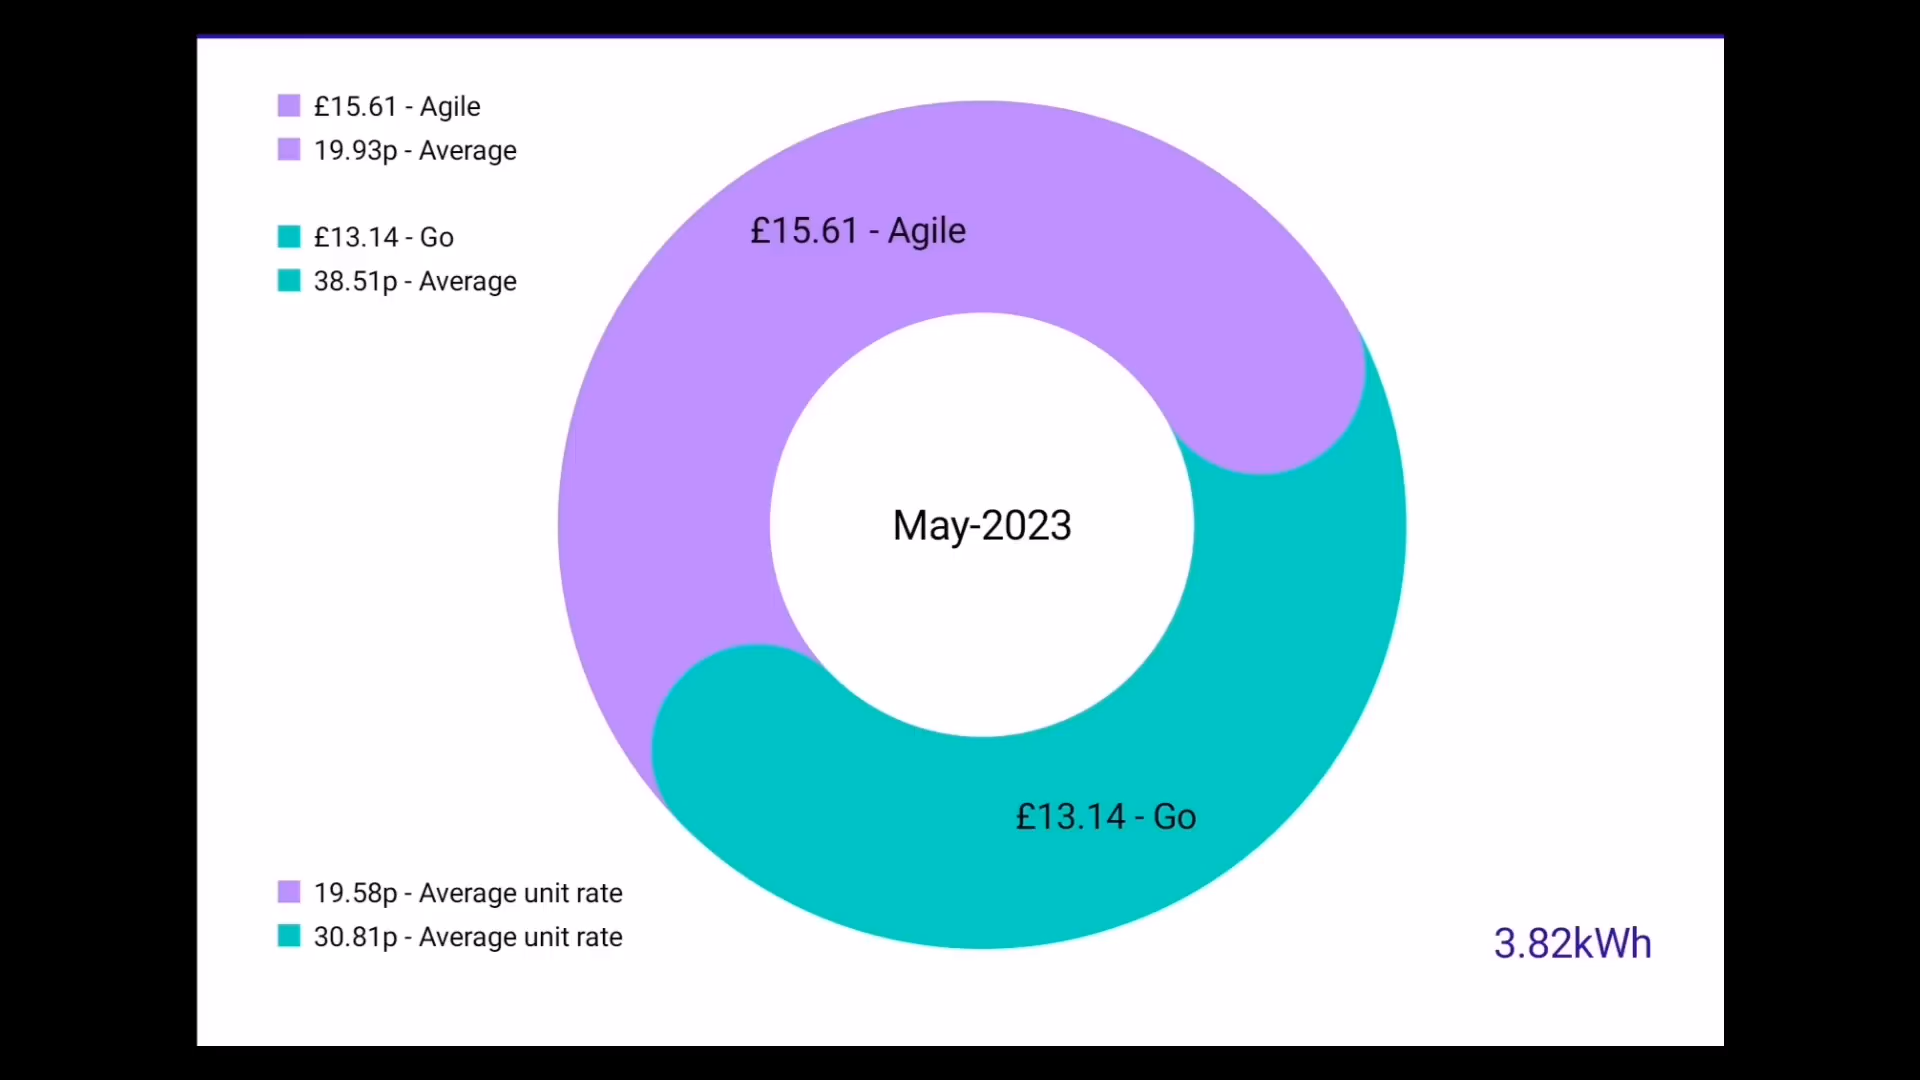 £15.61 - Agile
19.93p - Average
£13.14 - Go
38.51p - Average
£15.61 - Agile
May-2023
£13.14 - Go
19.58p - Average unit rate
30.81p - Average unit rate
3.82kWh